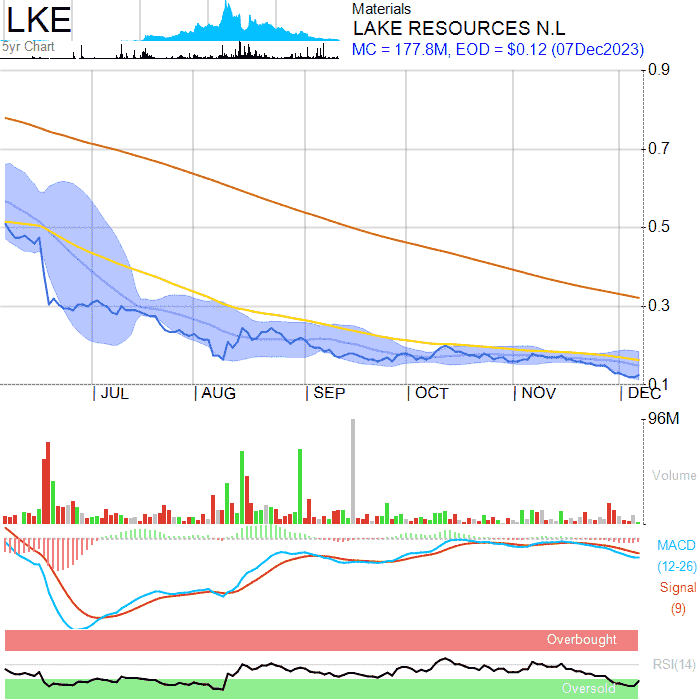 LKE
5yr Chart
Materials
LAKE RESOURCES N.L
MC = 177.8M, EOD = $0.12 (07Dec2023)
0.9
0.7
0.5
0.3
0.1
JUL AUG SEP OCT NOV DEC
96M
Volume
MACD
(12-26)
Signal
(9)
Overbought
RSI(14)
Oversold